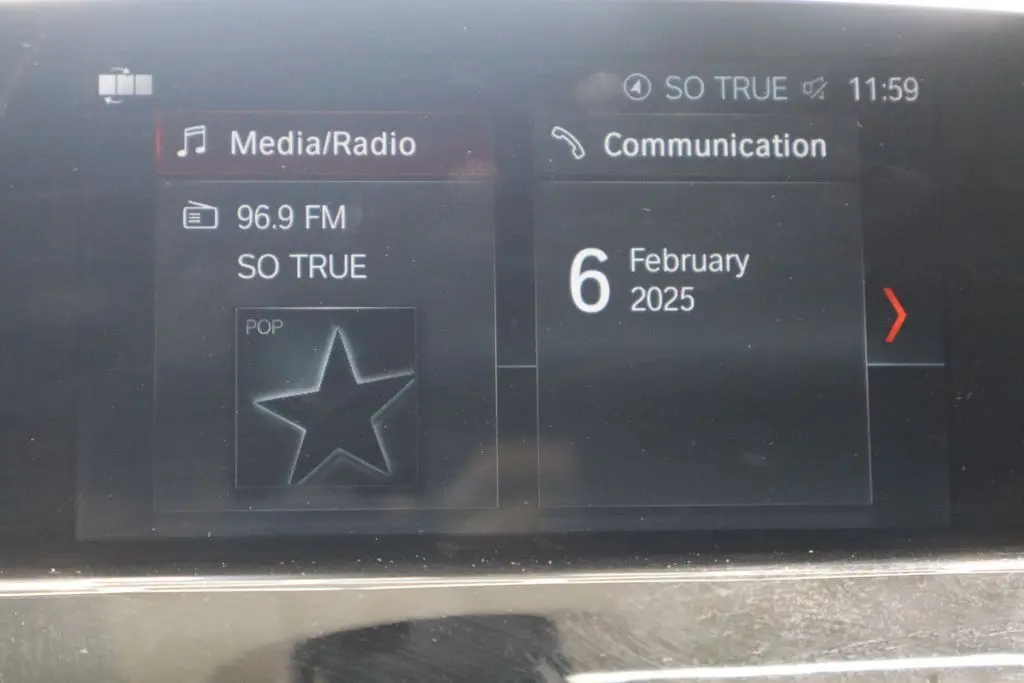 SO TRUE 11:59
Media/Radio
96.9 FM
SO TRUE
POP
Communication
6 February
2025